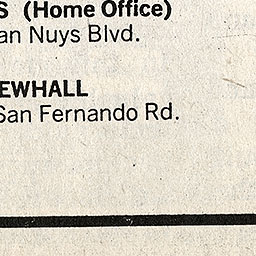 S (Home Office)
an Nuys Blvd.
EWHALL
San Fernando Rd.